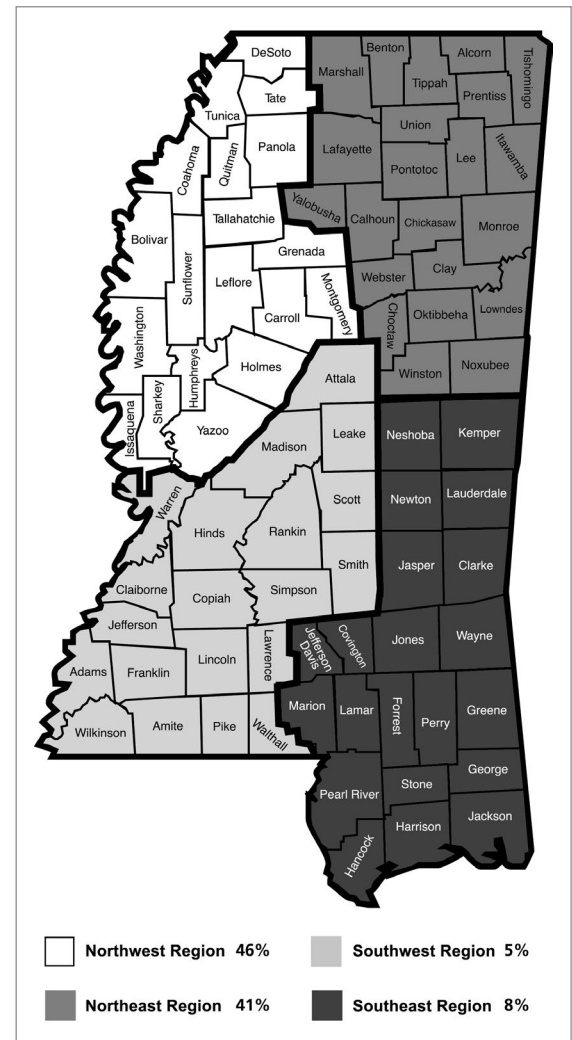 DeSoto
Benton
Alcorn
Tishomingo
Marshall
Tippah
Prentiss
Tate
Tunica
Union
Panola
Lafayette
Quitman
Coahoma
Pontotoc
Lee
Itawamba
Yalobusha
Calhoun
Chickasaw
Monroe
Tallahatchie
Bolivar
Grenada
Sunflower
Leflore
Webster
Clay
Montgomery
Carroll
Choctaw
Oktibbeha
Lowndes
Washington
Humphreys
Holmes
Winston
Noxubee
Attala
Sharkey
Issaquena
Yazoo
Madison
Leake
Neshoba
Kemper
Warren
Hinds
Rankin
Scott
Newton
Lauderdale
Smith
Jasper
Clarke
Claiborne
Copiah
Simpson
Jefferson
Lawrence
Jefferson
Davis
Covington
Jones
Wayne
Adams
Franklin
Lincoln
Marion
Lamar
Forrest
Perry
Greene
Wilkinson
Amite
Pike
Walthall
George
Stone
Pearl River
Jackson
Harrison
Hancock
Northwest Region 46%
Southwest Region 5%
Northeast Region 41%
Southeast Region 8%